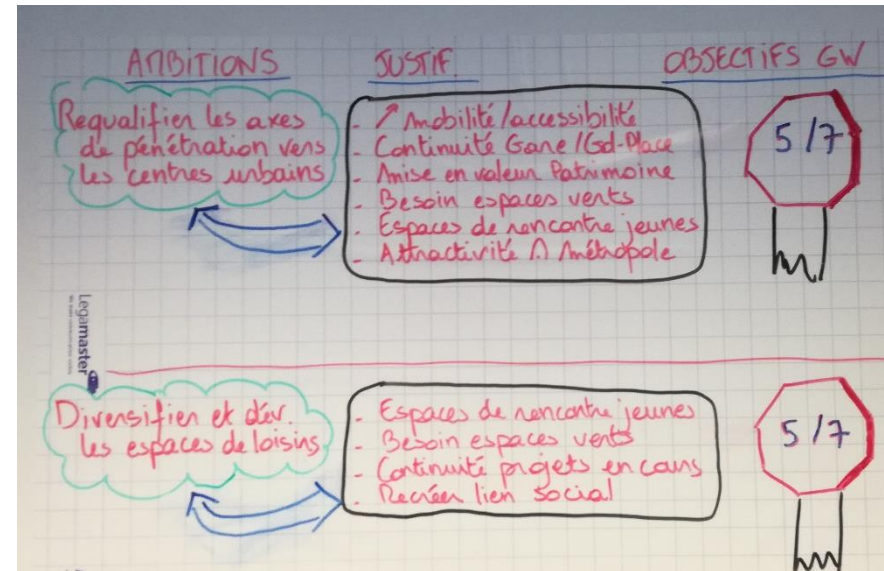 AMBITIONS
JUSTIF.
OBJECTIFS GW
Requalifier les axes
de pénétration vers
les centres urbains
- ↗ mobilité/accessibilité
- Continuité Gare/Gd-Place
- Amise en valeur Patrimoine
- Besoin espaces verts
- Espaces de rencontre jeunes
- Attractivité ∩ Métropole
5/7
Legamaster
Diversifier et dév.
les espaces de loisirs
- Espaces de rencontre jeunes
- Besoin espaces verts
- Continuité projets en cours
- Recréer lien social
5/7